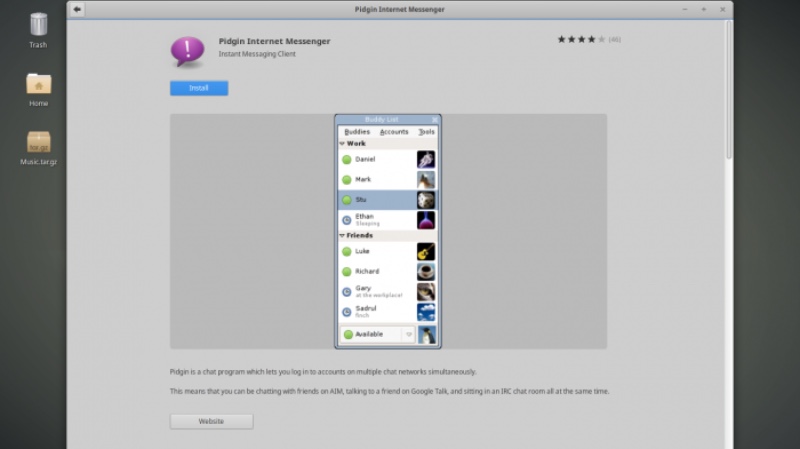 Pidgin Internet Messenger
Trash
Home
tar.gz
Music.tar.gz
Pidgin Internet Messenger
(40)
Instant Messaging Client
Install
Buddy List
Buddies Accounts Tools
Work
Daniel
Mark
Stu
Ethan
Sleeping
Friends
Luke
Richard
Gary
at the workplace!
Sadrul
finch
Available
Pidgin is a chat program which lets you log in to accounts on multiple chat networks simultaneously.
This means that you can be chatting with friends on AIM, talking to a friend on Google Talk, and sitting in an IRC chat room all at the same time.
Website